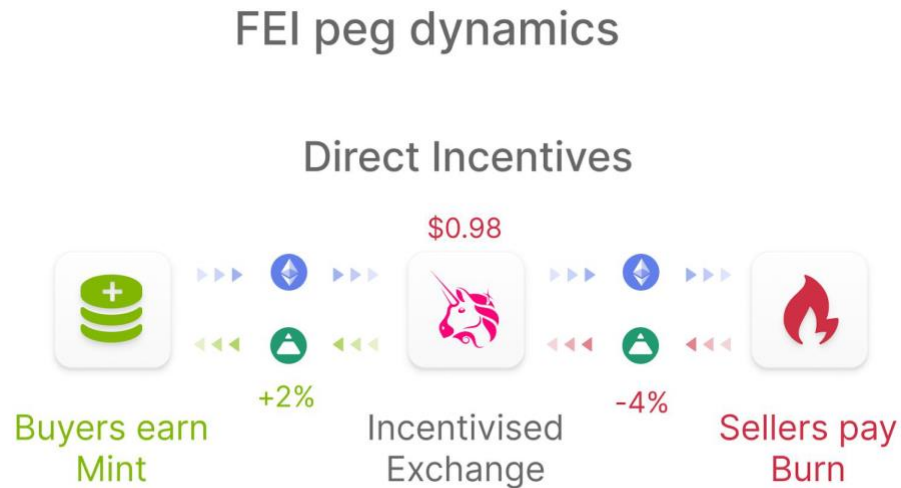 FEI peg dynamics
Direct Incentives
$0.98
+2%
-4%
Buyers earn
Mint
Incentivised
Exchange
Sellers pay
Burn